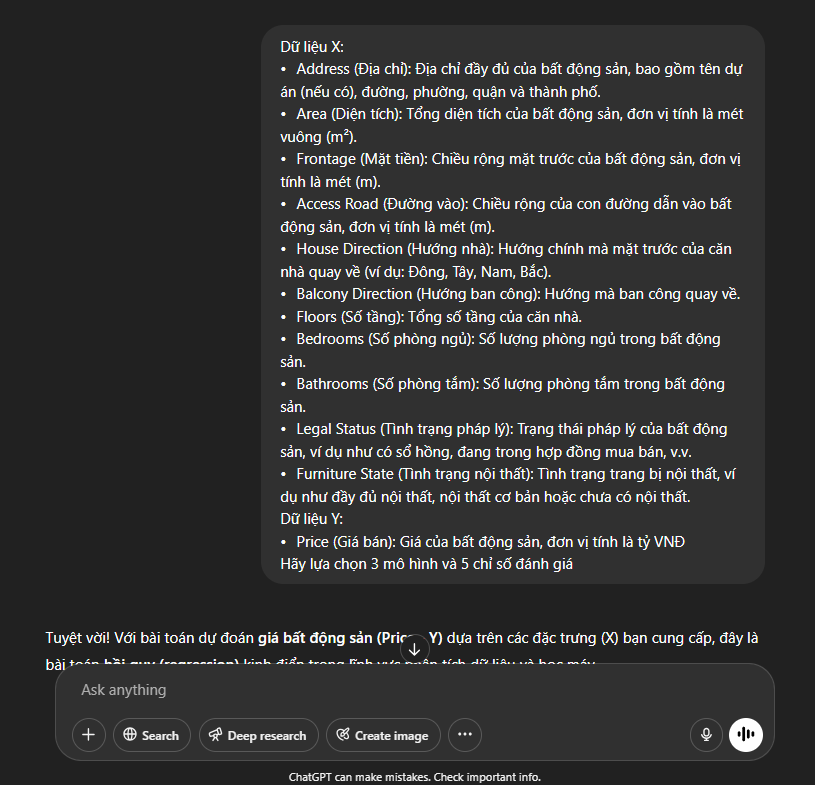 Dữ liệu X:
• Address (Địa chỉ): Địa chỉ đầy đủ của bất động sản, bao gồm tên dự
án (nếu có), đường, phường, quận và thành phố.
• Area (Diện tích): Tổng diện tích của bất động sản, đơn vị tính là mét
vuông (m²).
• Frontage (Mặt tiền): Chiều rộng mặt trước của bất động sản, đơn vị
tính là mét (m).
• Access Road (Đường vào): Chiều rộng của con đường dẫn vào bất
động sản, đơn vị tính là mét (m).
• House Direction (Hướng nhà): Hướng chính mà mặt trước của căn
nhà quay về (ví dụ: Đông, Tây, Nam, Bắc).
• Balcony Direction (Hướng ban công): Hướng mà ban công quay về.
• Floors (Số tầng): Tổng số tầng của căn nhà.
• Bedrooms (Số phòng ngủ): Số lượng phòng ngủ trong bất động
sản.
• Bathrooms (Số phòng tắm): Số lượng phòng tắm trong bất động
sản.
• Legal Status (Tình trạng pháp lý): Trạng thái pháp lý của bất động
sản, ví dụ như có sổ hồng, đang trong hợp đồng mua bán, v.v.
• Furniture State (Tình trạng nội thất): Tình trạng trang bị nội thất, ví
dụ như đầy đủ nội thất, nội thất cơ bản hoặc chưa có nội thất.
Dữ liệu Y:
• Price (Giá bán): Giá của bất động sản, đơn vị tính là tỷ VNĐ
Hãy lựa chọn 3 mô hình và 5 chỉ số đánh giá
Tuyệt vời! Với bài toán dự đoán giá bất động sản (Pric Y) dựa trên các đặc trưng (X) bạn cung cấp, đây là
bài toán hồi quy (regression) kinh điển trong lĩnh vực phân tích dữ liệu và học máy
Ask anything
Search
Deep research
Create image
ChatGPT can make mistakes. Check important info.